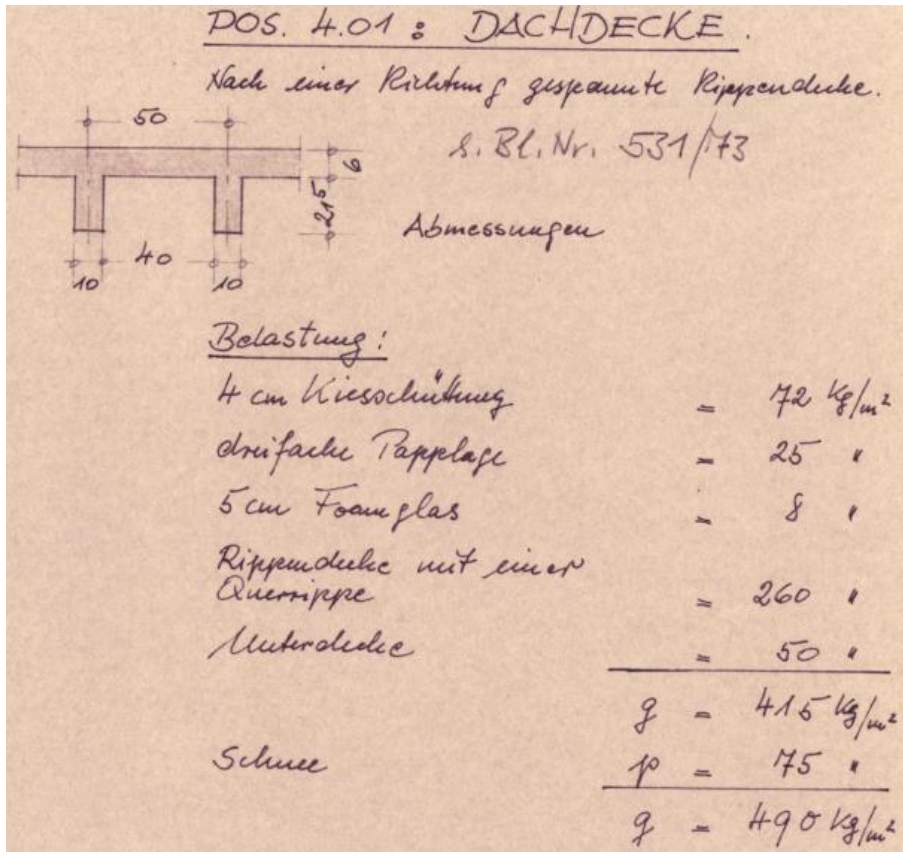 POS. 4.01 : DACHDECKE.
Nach einer Richtung gespannte Rippendecke.
50
s. Bl. Nr. 531/73
6
21⁵
Abmessungen
40
10 10
Belastung:
4 cm Kiesschüttung = 72 kg/m²
dreifache Papplage = 25 "
5 cm Foamglas = 8 "
Rippendecke mit einer
Querrippe = 260 "
Unterdecke = 50 "
g = 415 kg/m²
Schnee p = 75 "
q = 490 kg/m²